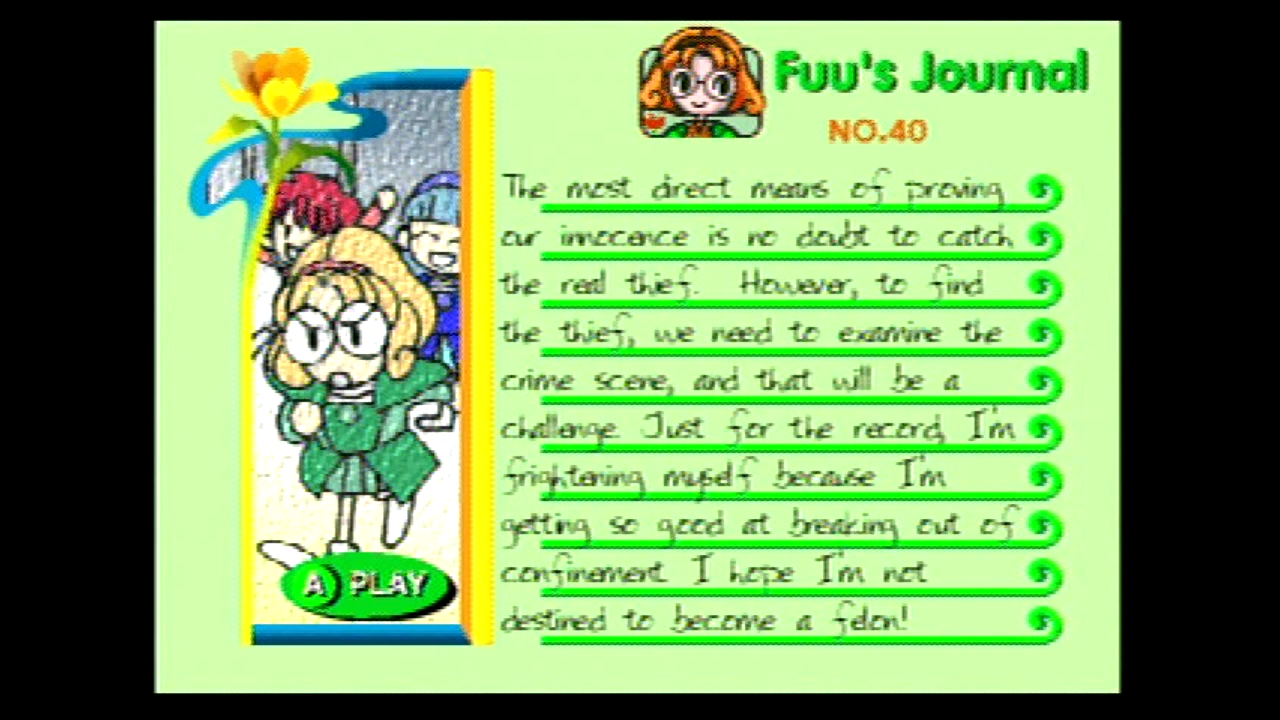 Fuu's Journal
NO.40
The most direct means of proving
our innocence is no doubt to catch
the real thief. However, to find
the thief, we need to examine the
crime scene, and that will be a
challenge. Just for the record, I'm
frightening myself because I'm
getting so good at breaking out of
confinement. I hope I'm not
destined to become a felon!
A PLAY